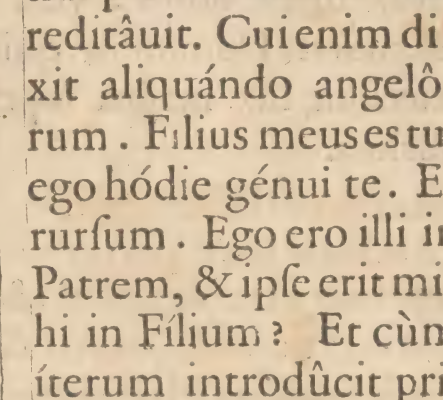 reditâuit. Cui enim di
xit aliquándo angelô
rum . Filius meus es tu
ego hódie génui te. E
rurſum . Ego ero illi i
Patrem, & ipſe erit mi
hi in Fílium? Et cùm
íterum introdûcit pri